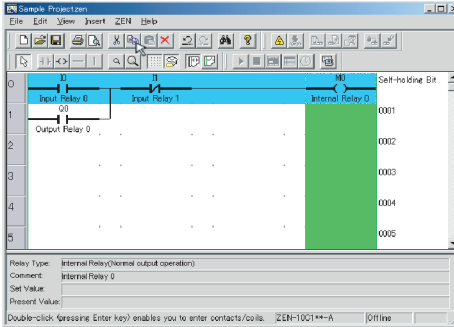 Sample Projectzen
File Edit View Insert ZEN Help
0 I0 I1 M0 Self-holding Bit
Input Relay 0 Input Relay 1 Internal Relay 0
1 Q0 0001
Output Relay 0
2 0002
3 0003
4 0004
5 0005
Relay Type: Internal Relay(Normal output operation)
Comment: Internal Relay 0
Set Value:
Present Value:
Double-click (pressing Enter key) enables you to enter contacts/coils. ZEN-10C1**-A Offline